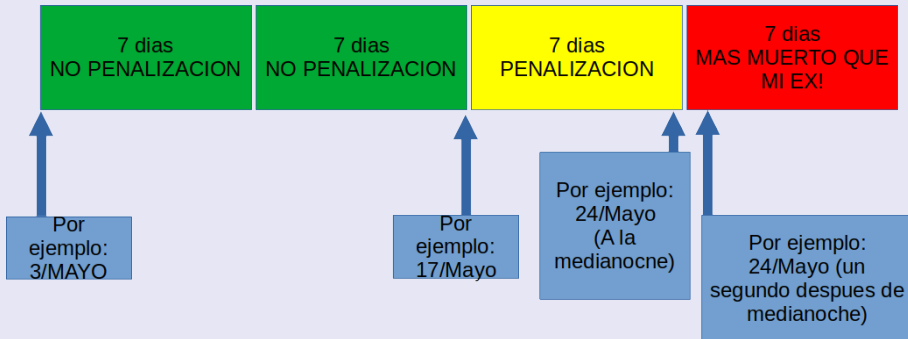 7 dias
NO PENALIZACION
7 dias
NO PENALIZACION
7 dias
PENALIZACION
7 dias
MAS MUERTO QUE
MI EX!
Por
ejemplo:
3/MAYO
Por
ejemplo:
17/Mayo
Por ejemplo:
24/Mayo
(A la
medianocne)
Por ejemplo:
24/Mayo (un
segundo despues de
medianoche)